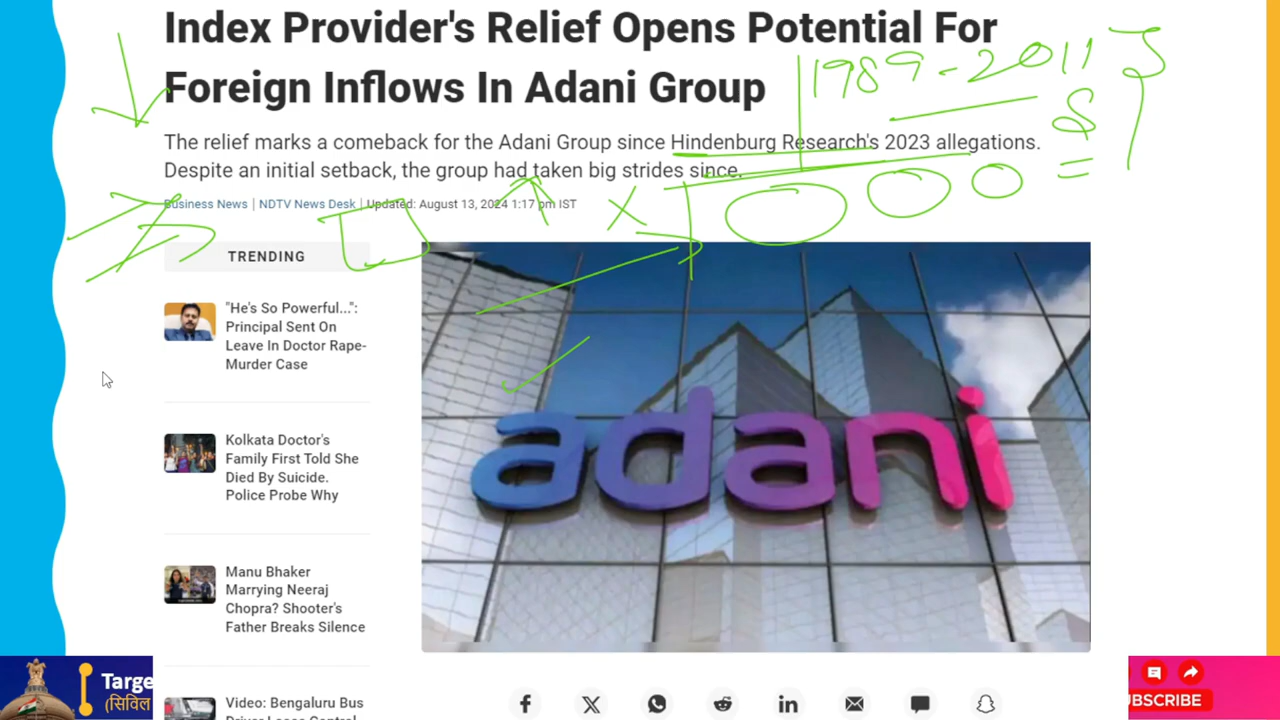 Index Provider's Relief Opens Potential For
Foreign Inflows In Adani Group
1989-2011
The relief marks a comeback for the Adani Group since Hindenburg Research's 2023 allegations.
Despite an initial setback, the group had taken big strides since.
Business News | NDTV News Desk | Updated: August 13, 2024 1:17 pm IST
TRENDING
"He's So Powerful...":
Principal Sent On
Leave In Doctor Rape-
Murder Case
Kolkata Doctor's
Family First Told She
Died By Suicide.
Police Probe Why
Manu Bhaker
Marrying Neeraj
Chopra? Shooter's
Father Breaks Silence
Video: Bengaluru Bus
adani
Targe
(सिविल
UBSCRIBE